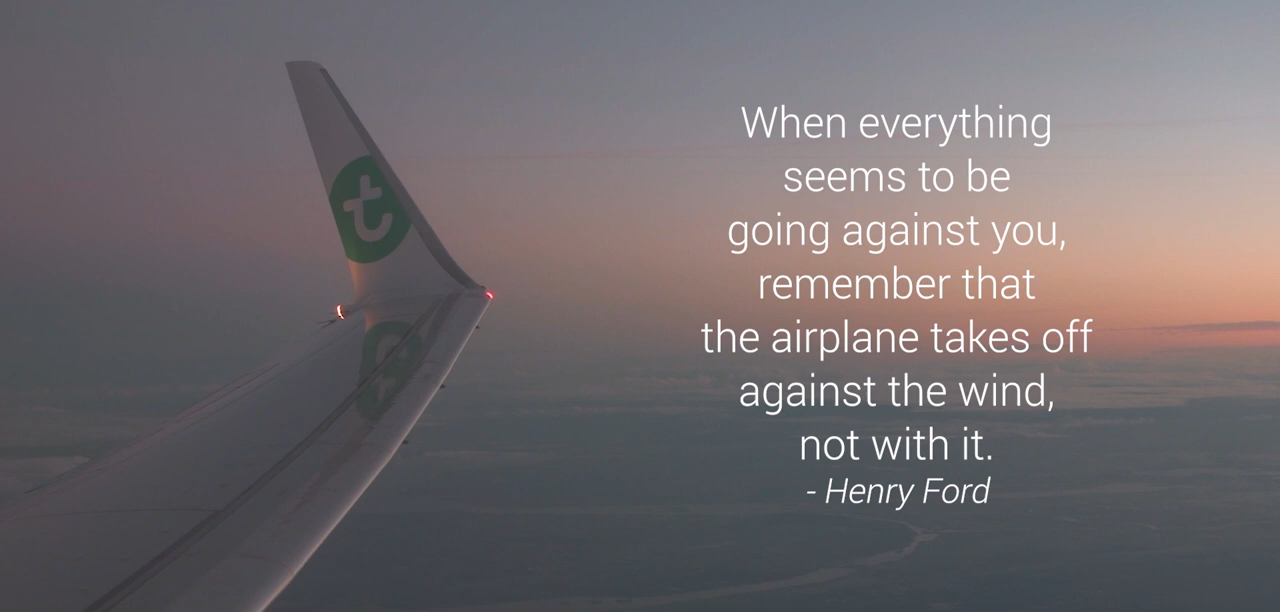 t
When everything
seems to be
going against you,
remember that
the airplane takes off
against the wind,
not with it.
- Henry Ford